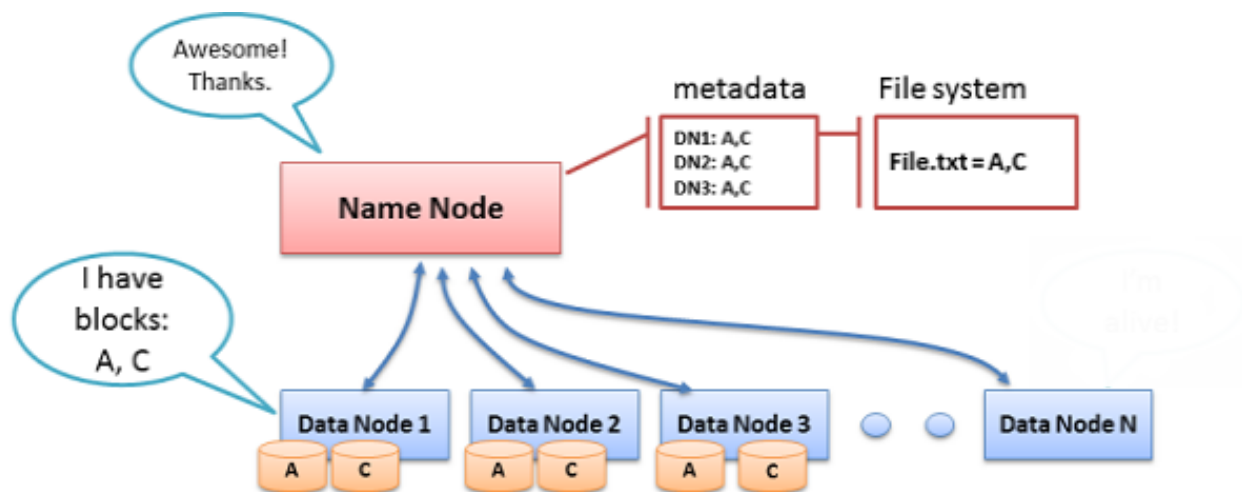 Awesome!
Thanks.
metadata
File system
DN1: A,C
DN2: A,C
DN3: A,C
File.txt = A,C
Name Node
I have
blocks:
A, C
I'm
alive!
Data Node 1
Data Node 2
Data Node 3
Data Node N
A
C
A
C
A
C